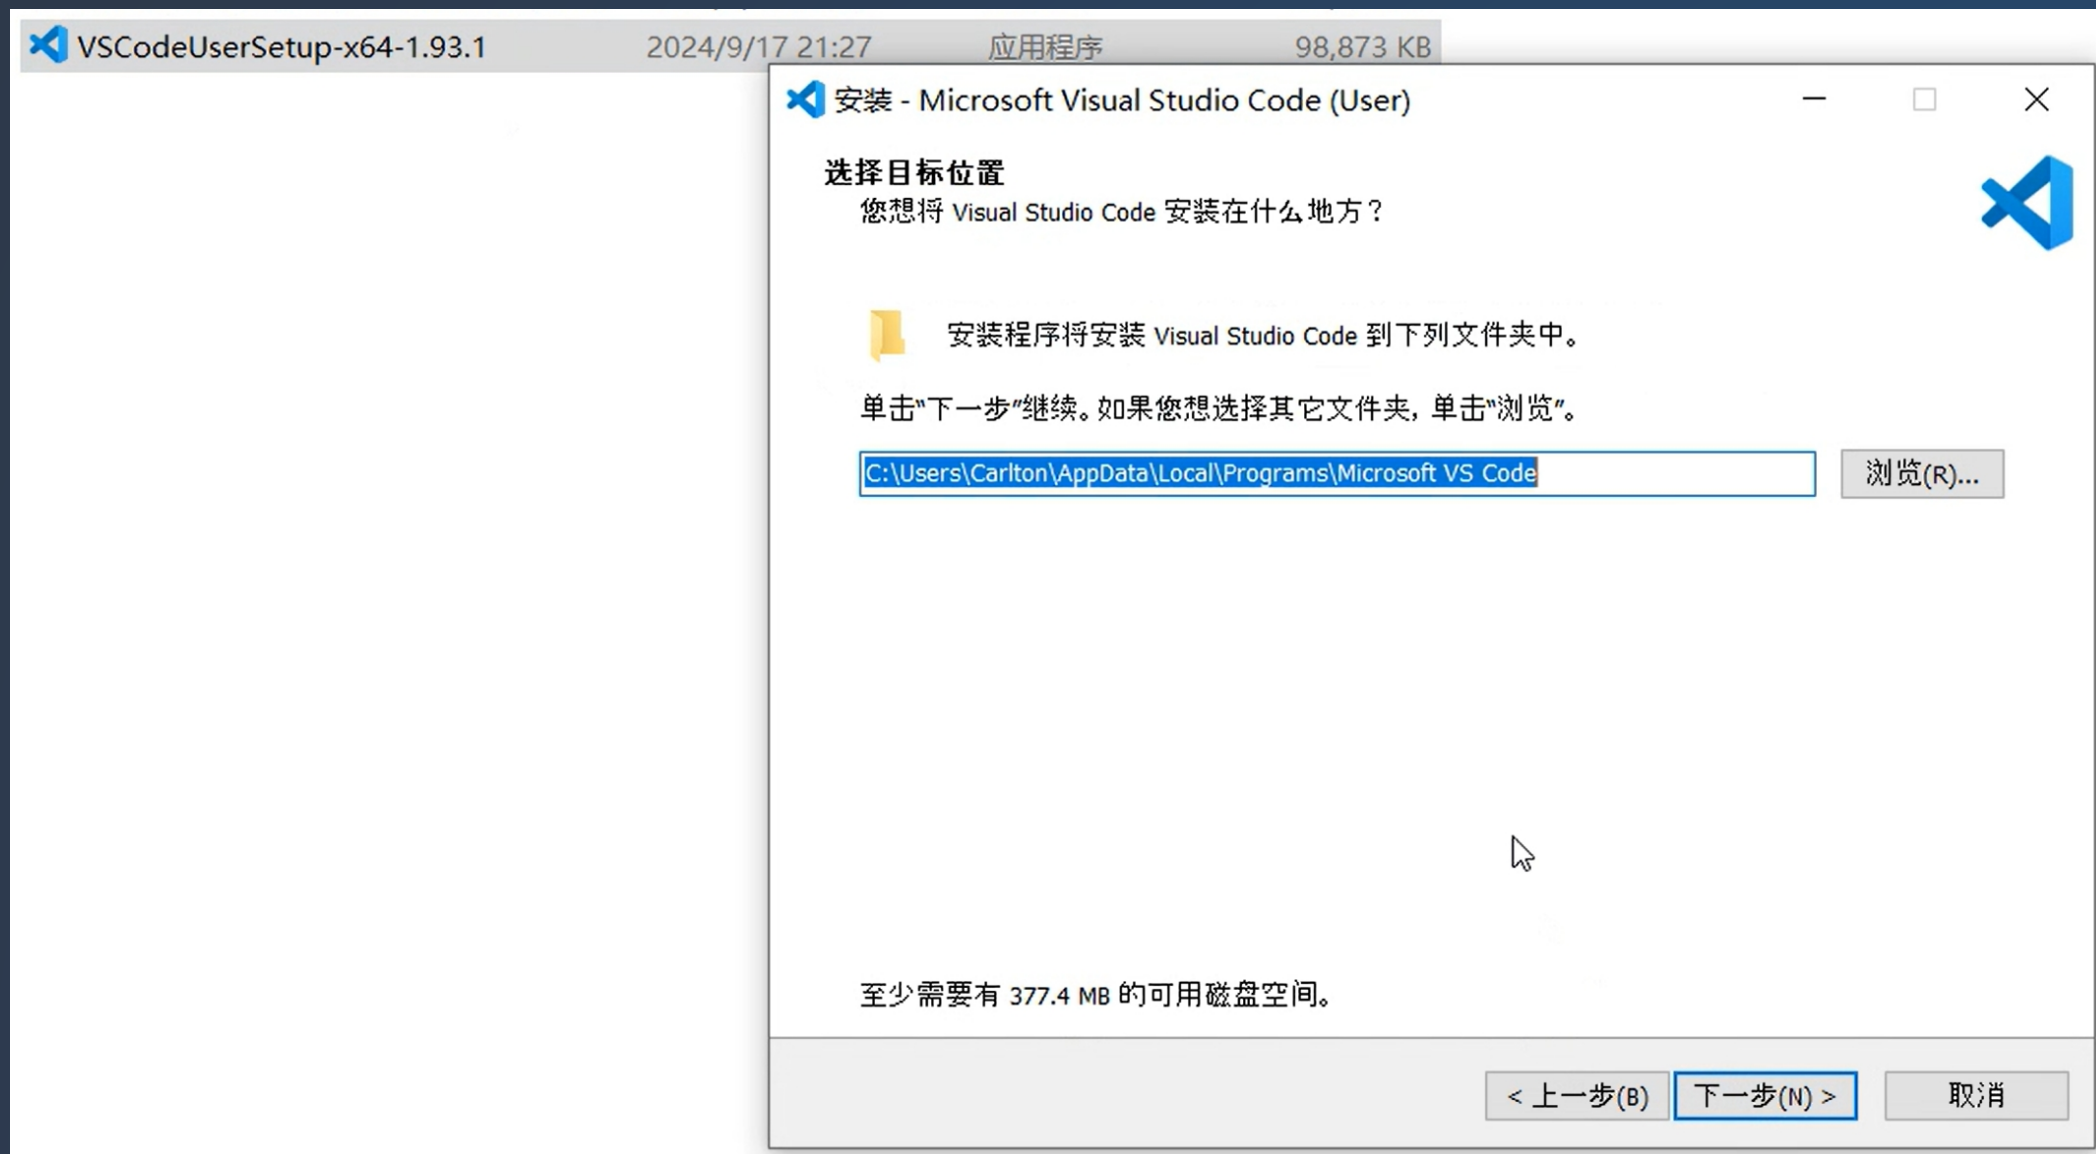 VSCodeUserSetup-x64-1.93.1 2024/9/17 21:27 应用程序 98,873 KB
安装 - Microsoft Visual Studio Code (User)
选择目标位置
您想将 Visual Studio Code 安装在什么地方？
安装程序将安装 Visual Studio Code 到下列文件夹中。
单击“下一步”继续。如果您想选择其它文件夹, 单击“浏览”。
C:\Users\Carlton\AppData\Local\Programs\Microsoft VS Code 浏览(R)...
至少需要有 377.4 MB 的可用磁盘空间。
< 上一步(B) 下一步(N) > 取消